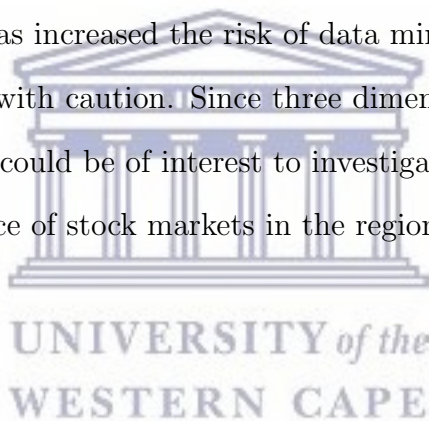 as increased the risk of data min
with caution. Since three dimen
could be of interest to investiga
ce of stock markets in the region
UNIVERSITY of the
WESTERN CAPE